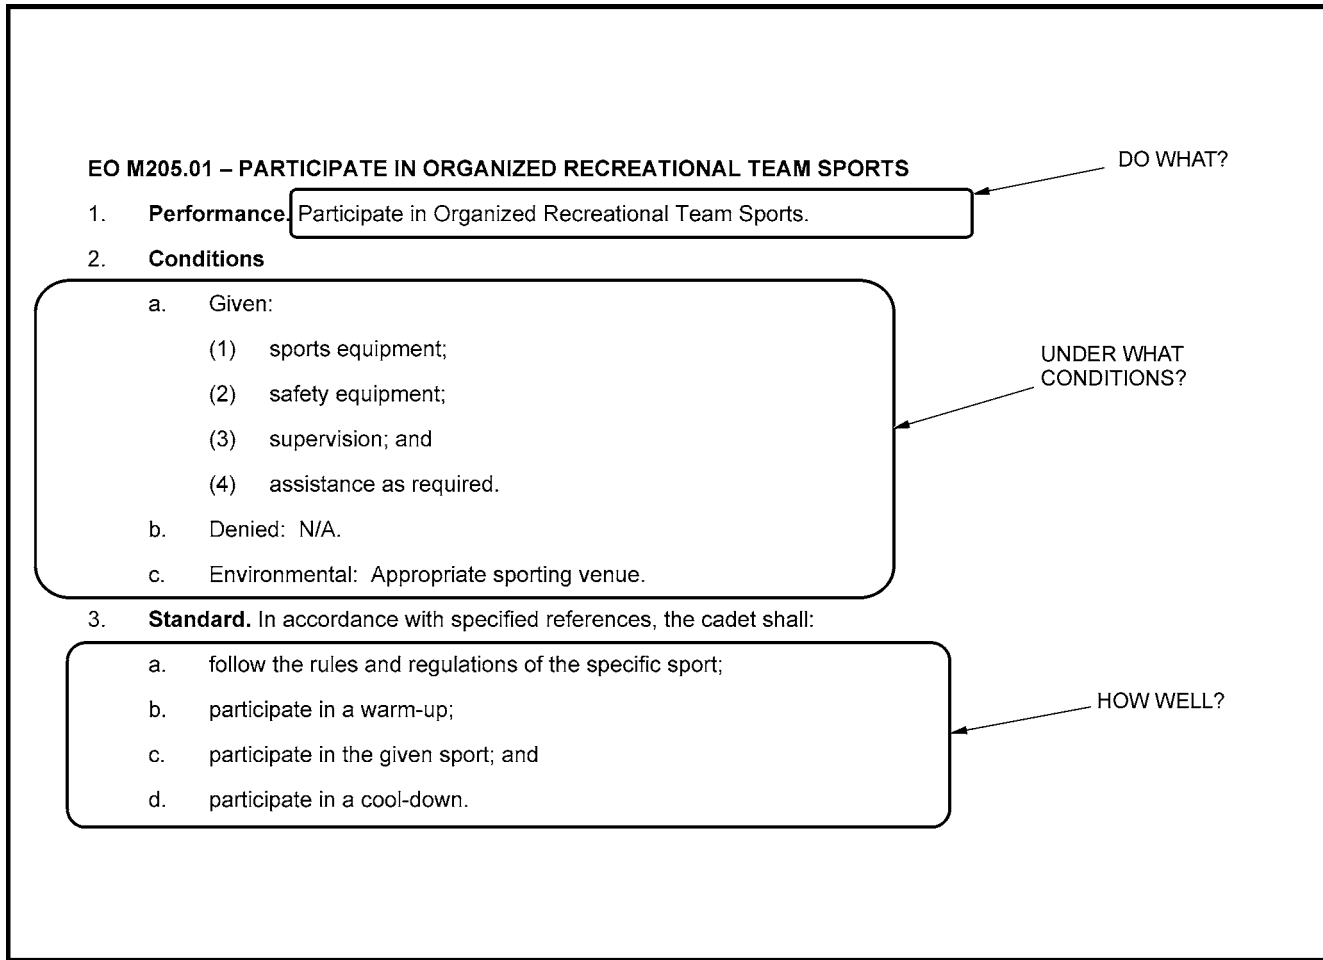 EO M205.01 – PARTICIPATE IN ORGANIZED RECREATIONAL TEAM SPORTS
DO WHAT?
1. Performance. Participate in Organized Recreational Team Sports.
2. Conditions
a. Given:
(1) sports equipment;
UNDER WHAT
CONDITIONS?
(2) safety equipment;
(3) supervision; and
(4) assistance as required.
b. Denied: N/A.
c. Environmental: Appropriate sporting venue.
3. Standard. In accordance with specified references, the cadet shall:
a. follow the rules and regulations of the specific sport;
HOW WELL?
b. participate in a warm-up;
c. participate in the given sport; and
d. participate in a cool-down.